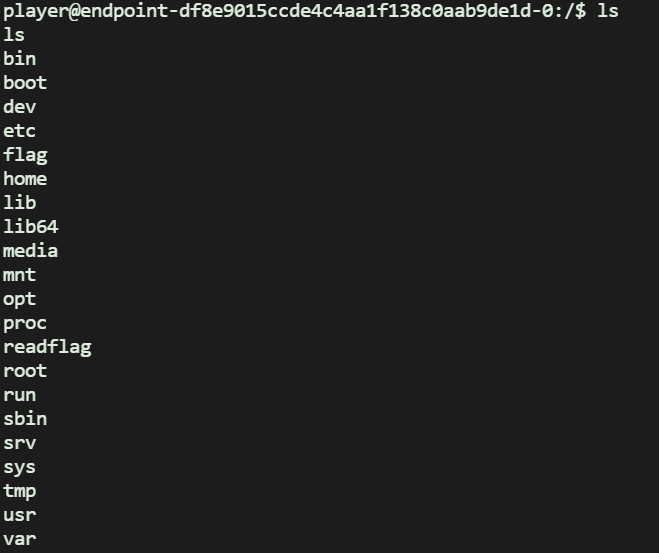 player@endpoint-df8e9015ccde4c4aa1f138c0aab9de1d-0:/$ ls
ls
bin
boot
dev
etc
flag
home
lib
lib64
media
mnt
opt
proc
readflag
root
run
sbin
srv
sys
tmp
usr
var